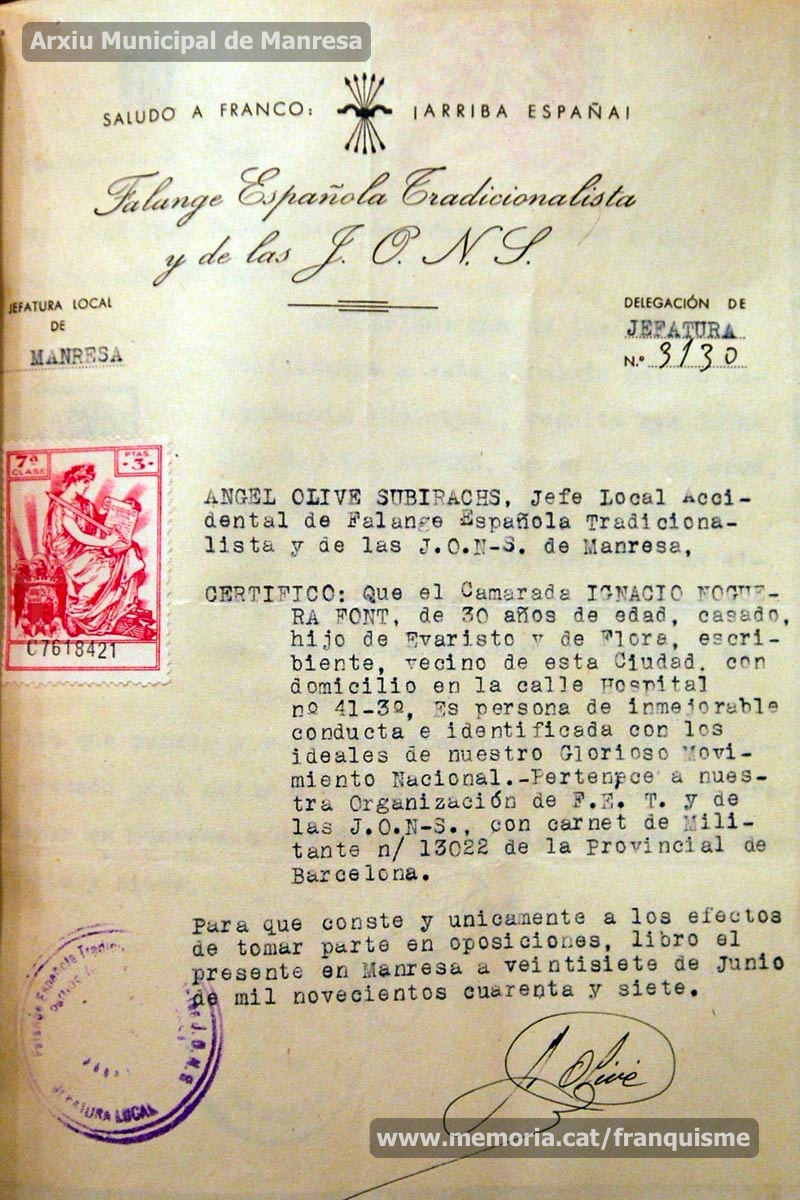 Arxiu Municipal de Manresa
SALUDO A FRANCO: ¡ARRIBA ESPAÑA!
Falange Española Tradicionalista
y de las J. O. N. S.
JEFATURA LOCAL
DE
MANRESA
DELEGACIÓN DE
JEFATURA
N.º 3130
7ª CLASE
PTAS -3-
C7618421
ANGEL OLIVE SUBIRACHS, Jefe Local Acci-
dental de Falange Española Tradiciona-
lista y de las J.O.N-S. de Manresa,
CERTIFICO: Que el Camarada IGNACIO NOGUE-
RA FONT, de 30 años de edad, casado,
hijo de Evaristo y de Flora, escri-
biente, vecino de esta Ciudad. con
domicilio en la calle Hospital
nº 41-3º, Es persona de inmejorable
conducta e identificada con los
ideales de nuestro Glorioso Movi-
miento Nacional.-Pertenece a nues-
tra Organización de F.E. T. y de
las J.O.N-S., con carnet de Mili-
tante n/ 13022 de la Provincial de
Barcelona.
Para que conste y unicamente a los efectos
de tomar parte en oposiciones, libro el
presente en Manresa a veintisiete de Junio
de mil novecientos cuarenta y siete.
Falange Española Tradic
J.O.N.S
JEFATURA LOCAL
A Olivé
www.memoria.cat/franquisme